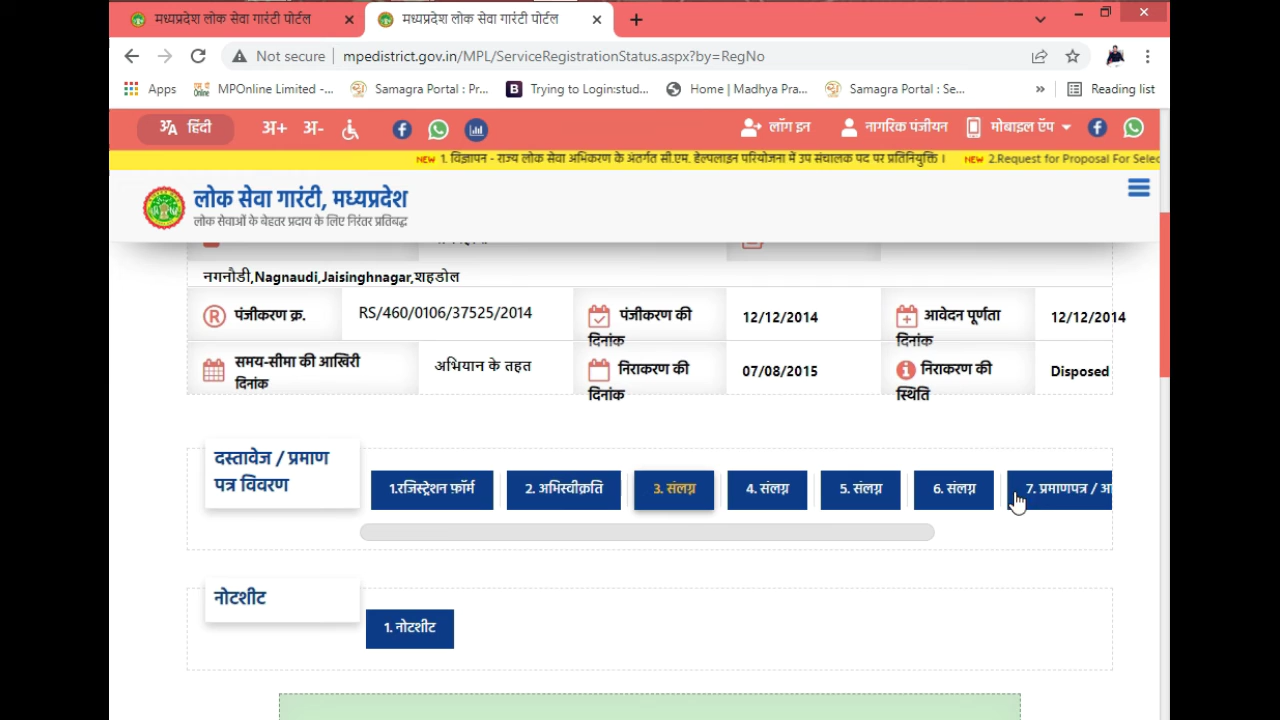 मध्यप्रदेश लोक सेवा गारंटी पोर्टल
मध्यप्रदेश लोक सेवा गारंटी पोर्टल
Not secure
mpedistrict.gov.in/MPL/ServiceRegistrationStatus.aspx?by=RegNo
Apps
MPOnline Limited -...
Samagra Portal : Pr...
Trying to Login:stud...
Home | Madhya Pra...
Samagra Portal : Se...
»
Reading list
हिंदी
अ+ अ-
लॉग इन
नागरिक पंजीयन
मोबाइल ऍप
NEW 1. विज्ञापन - राज्य लोक सेवा अभिकरण के अंतर्गत सी.एम. हेल्पलाइन परियोजना में उप संचालक पद पर प्रतिनियुक्ति । NEW 2.Request for Proposal For Selec
लोक सेवा गारंटी, मध्यप्रदेश
लोक सेवाओं के बेहतर प्रदाय के लिए निरंतर प्रतिबद्ध
नगनौडी,Nagnaudi,Jaisinghnagar,शहडोल
पंजीकरण क्र.
RS/460/0106/37525/2014
पंजीकरण की
दिनांक
12/12/2014
आवेदन पूर्णता
दिनांक
12/12/2014
समय-सीमा की आखिरी
दिनांक
अभियान के तहत
निराकरण की
दिनांक
07/08/2015
निराकरण की
स्थिति
Disposed
दस्तावेज / प्रमाण
पत्र विवरण
1.रजिस्ट्रेशन फ़ॉर्म
2. अभिस्वीक्रति
3. संलग्न
4. संलग्न
5. संलग्न
6. संलग्न
7. प्रमाणपत्र / आ
नोटशीट
1. नोटशीट